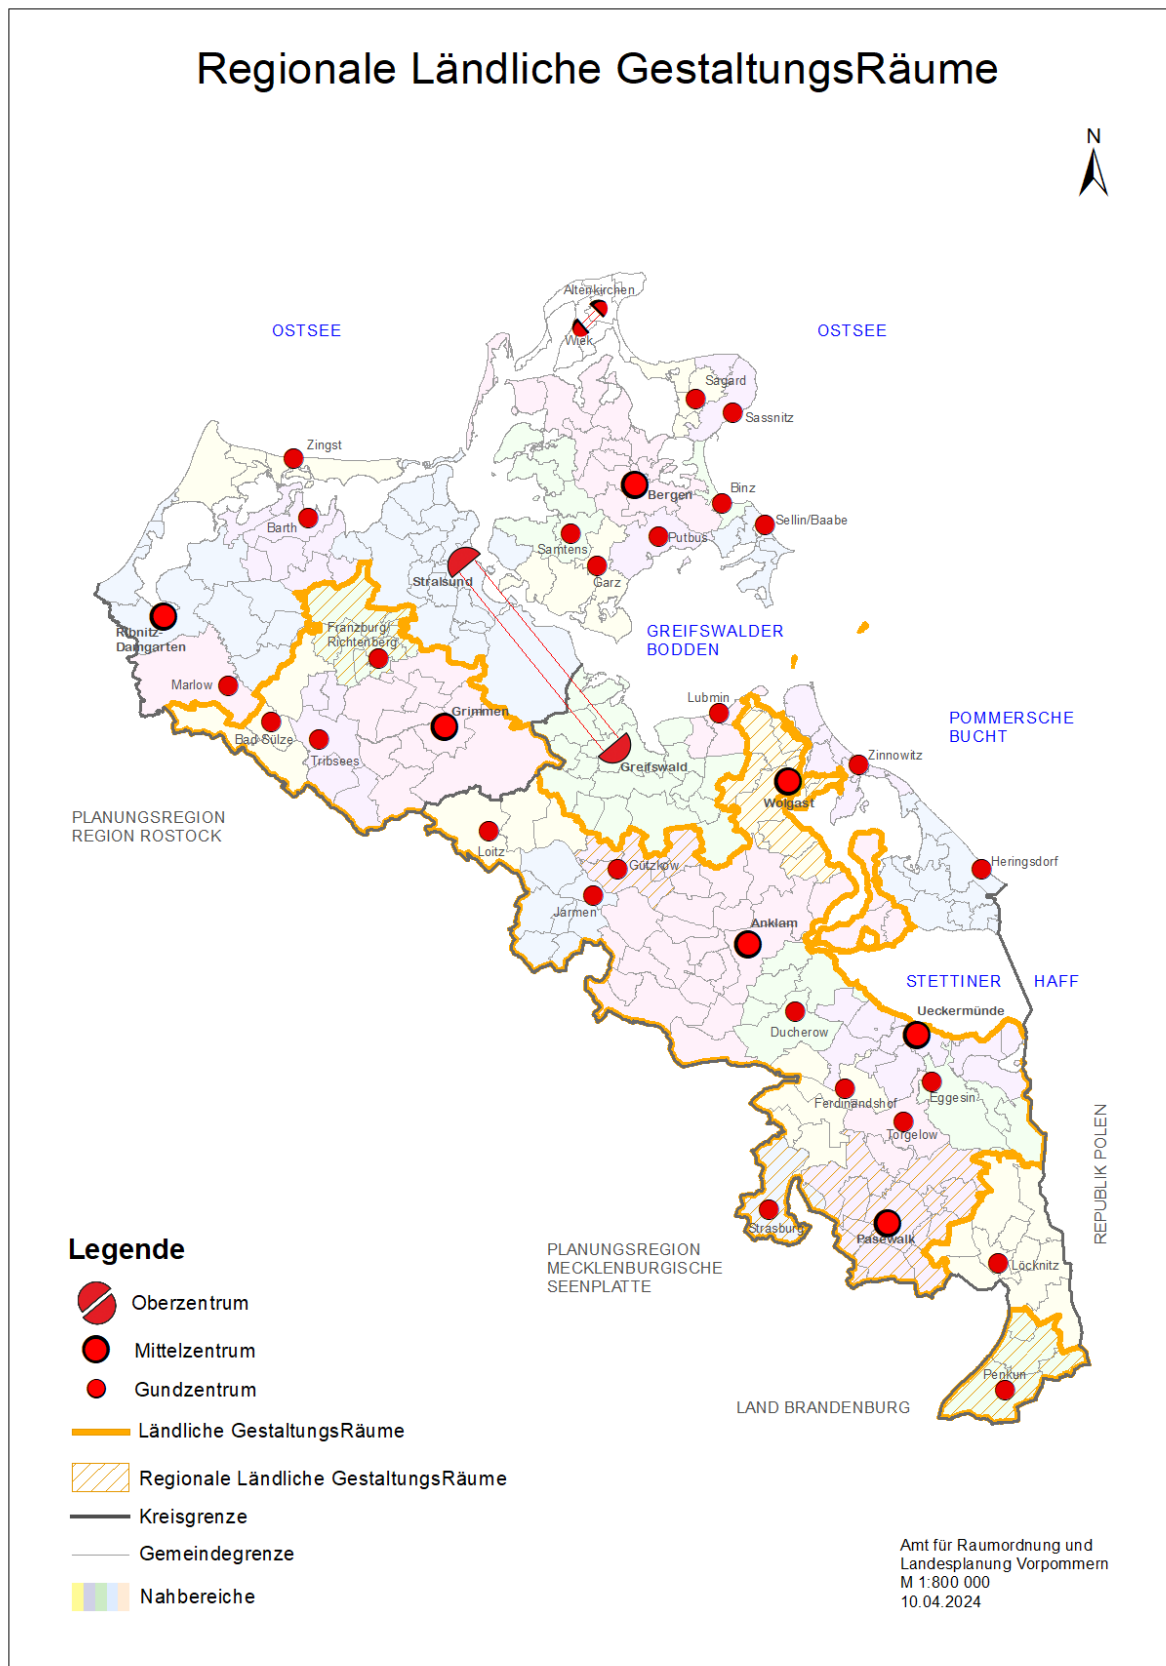 Regionale Ländliche GestaltungsRäume
N
Altenkirchen
OSTSEE
OSTSEE
Wiek
Sagard
Sassnitz
Zingst
Binz
Bergen
Sellin/Baabe
Barth
Putbus
Samtens
Garz
Stralsund
Franzburg/
Richtenberg
GREIFSWALDER
BODDEN
Ribnitz-
Damgarten
Marlow
Lubmin
Grimmen
POMMERSCHE
BUCHT
Bad Sülze
Tribsees
Zinnowitz
Greifswald
Wolgast
PLANUNGSREGION
REGION ROSTOCK
Loitz
Gützkow
Heringsdorf
Jarmen
Anklam
STETTINER HAFF
Ueckermünde
Ducherow
Ferdinandshof
Eggesin
Torgelow
REPUBLIK POLEN
Strasburg
Pasewalk
Löcknitz
PLANUNGSREGION
MECKLENBURGISCHE
SEENPLATTE
Penkun
LAND BRANDENBURG
Legende
Oberzentrum
Mittelzentrum
Gundzentrum
Ländliche GestaltungsRäume
Regionale Ländliche GestaltungsRäume
Kreisgrenze
Gemeindegrenze
Nahbereiche
Amt für Raumordnung und
Landesplanung Vorpommern
M 1:800 000
10.04.2024